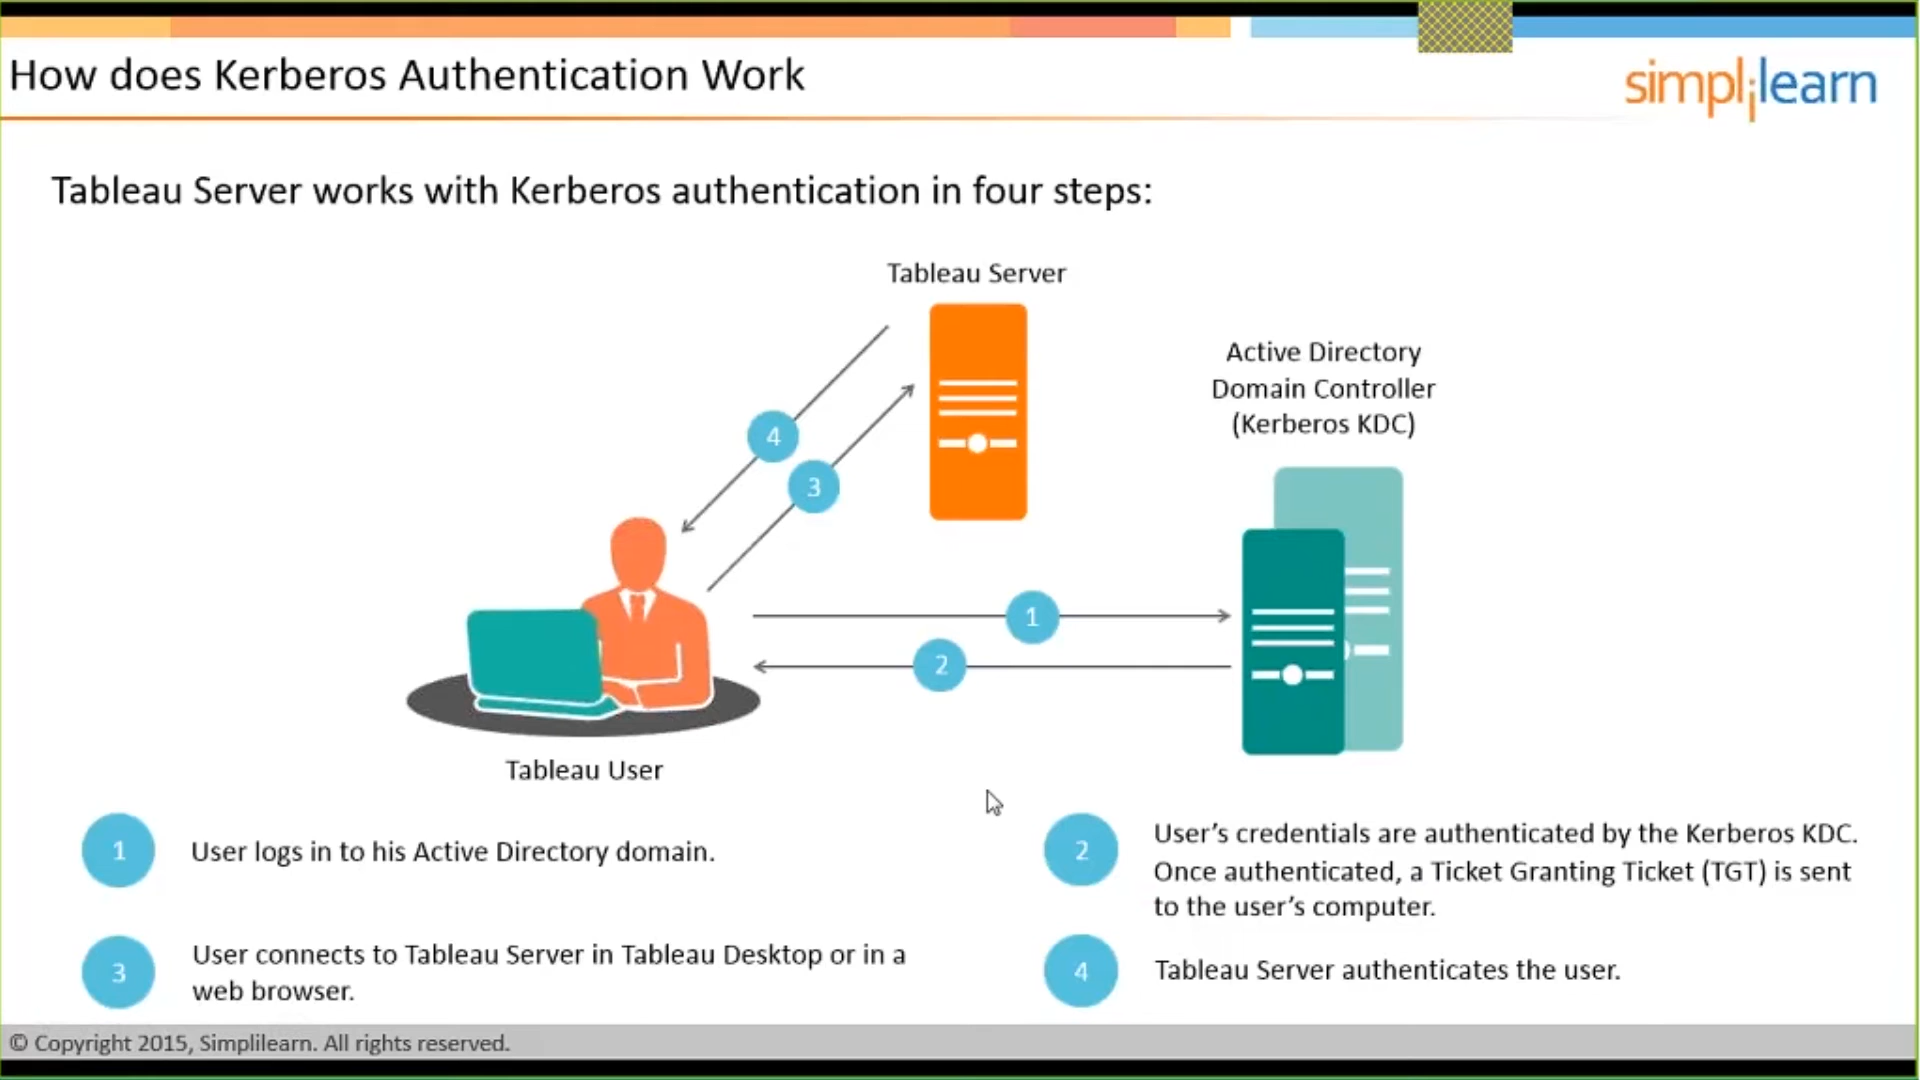 How does Kerberos Authentication Work
simplilearn
Tableau Server works with Kerberos authentication in four steps:
Tableau Server
Active Directory
Domain Controller
(Kerberos KDC)
4
3
1
2
Tableau User
1
User logs in to his Active Directory domain.
2
User’s credentials are authenticated by the Kerberos KDC.
Once authenticated, a Ticket Granting Ticket (TGT) is sent
to the user’s computer.
3
User connects to Tableau Server in Tableau Desktop or in a
web browser.
4
Tableau Server authenticates the user.
© Copyright 2015, Simplilearn. All rights reserved.